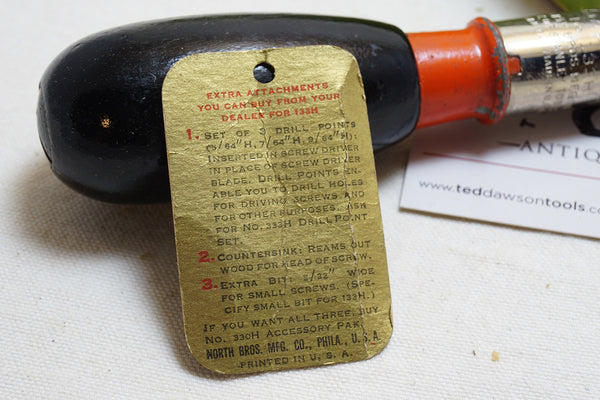 EXTRA ATTACHMENTS
YOU CAN BUY FROM YOUR
DEALER FOR 133H
1. SET OF 3 DRILL POINTS
(5/64"H, 7/64"H, 9/64"H):
INSERTED IN SCREW DRIVER
IN PLACE OF SCREW DRIVER
BLADE. DRILL POINTS EN-
ABLE YOU TO DRILL HOLES
FOR DRIVING SCREWS AND
FOR OTHER PURPOSES. ASK
FOR NO. 333H DRILL POINT
SET.
2. COUNTERSINK: REAMS OUT
WOOD FOR HEAD OF SCREW.
3. EXTRA BIT: WIDE
FOR SMALL SCREWS. (SPE-
CIFY SMALL BIT FOR 133H.)
IF YOU WANT ALL THREE, BUY
NO. 330H ACCESSORY PAK.
NORTH BROS. MFG. CO., PHILA., U. S. A.
PRINTED IN U. S. A.
ANTIQ
www.teddawsontools.